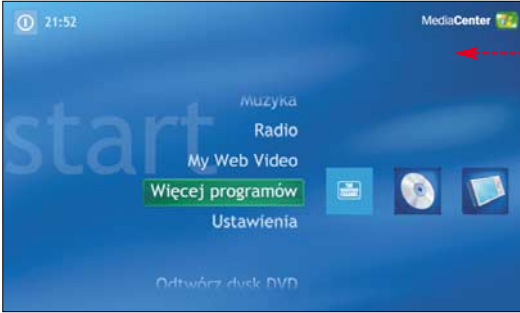 21:52
MediaCenter
start
Muzyka
Radio
My Web Video
Więcej programów
Ustawienia
Odtwórz dysk DVD